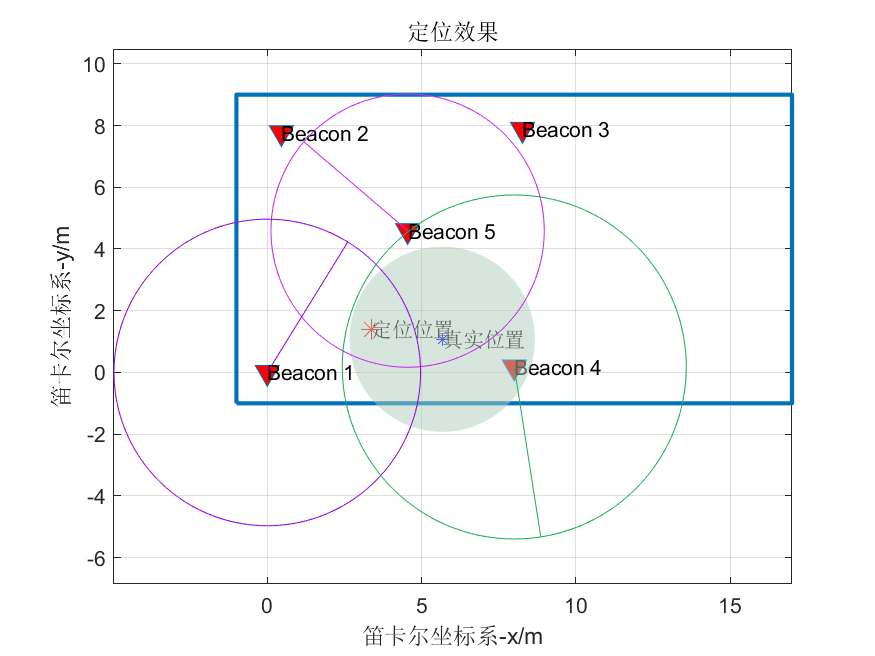 定位效果
10
8
6
4
2
0
-2
-4
-6
笛卡尔坐标系-y/m
Beacon 2
Beacon 3
Beacon 5
定位位置
真实位置
Beacon 1
Beacon 4
0
5
10
15
笛卡尔坐标系-x/m